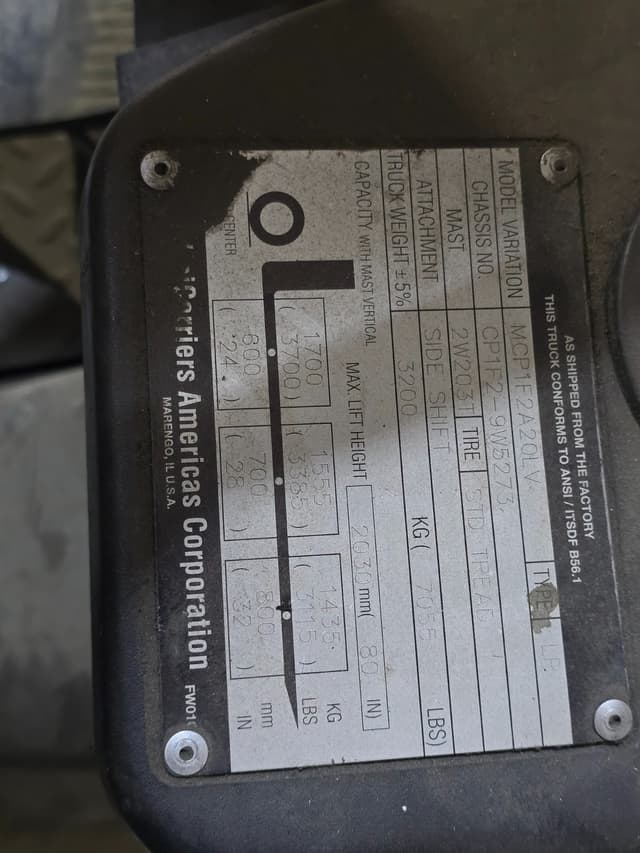 AS SHIPPED FROM THE FACTORY
THIS TRUCK CONFORMS TO ANSI / ITSDF B56.1
MODEL VARIATION MCP1F2A20LV TYPE LP
CHASSIS NO. CP1F2-9W5273
MAST 2W203T TIRE STD TREAD
ATTACHMENT SIDE SHIFT
TRUCK WEIGHT ± 5% 3200 KG ( 7055 LBS)
CAPACITY WITH MAST VERTICAL MAX. LIFT HEIGHT 2030 mm( 80 IN)
1700 1555 1435 KG
( 3700 ) ( 3385 ) ( 3115 ) LBS
600 700 800 mm
CENTER ( 24. ) ( 28 ) ( 32 ) IN
Carriers Americas Corporation FW01
MARENGO, IL U.S.A.